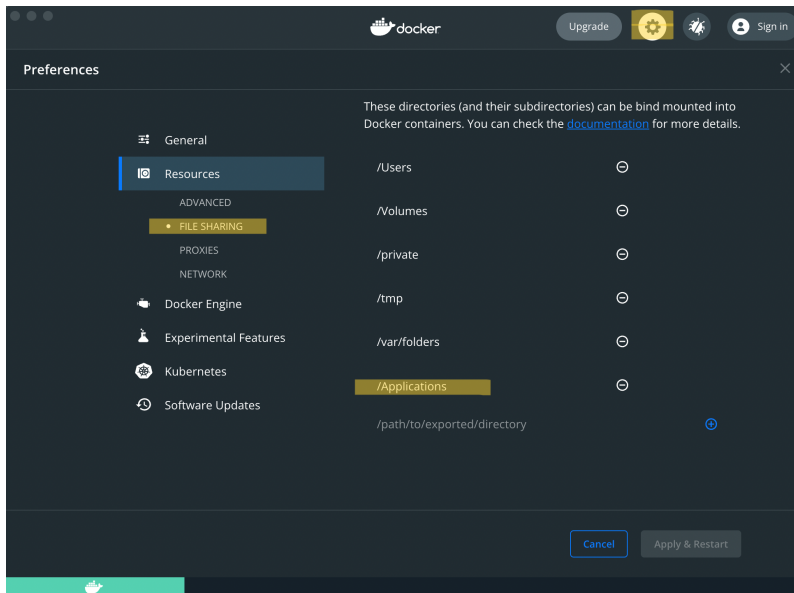 docker
Upgrade
Sign in
Preferences
These directories (and their subdirectories) can be bind mounted into
Docker containers. You can check the documentation for more details.
General
Resources
ADVANCED
FILE SHARING
PROXIES
NETWORK
Docker Engine
Experimental Features
Kubernetes
Software Updates
/Users
/Volumes
/private
/tmp
/var/folders
/Applications
/path/to/exported/directory
Cancel
Apply & Restart